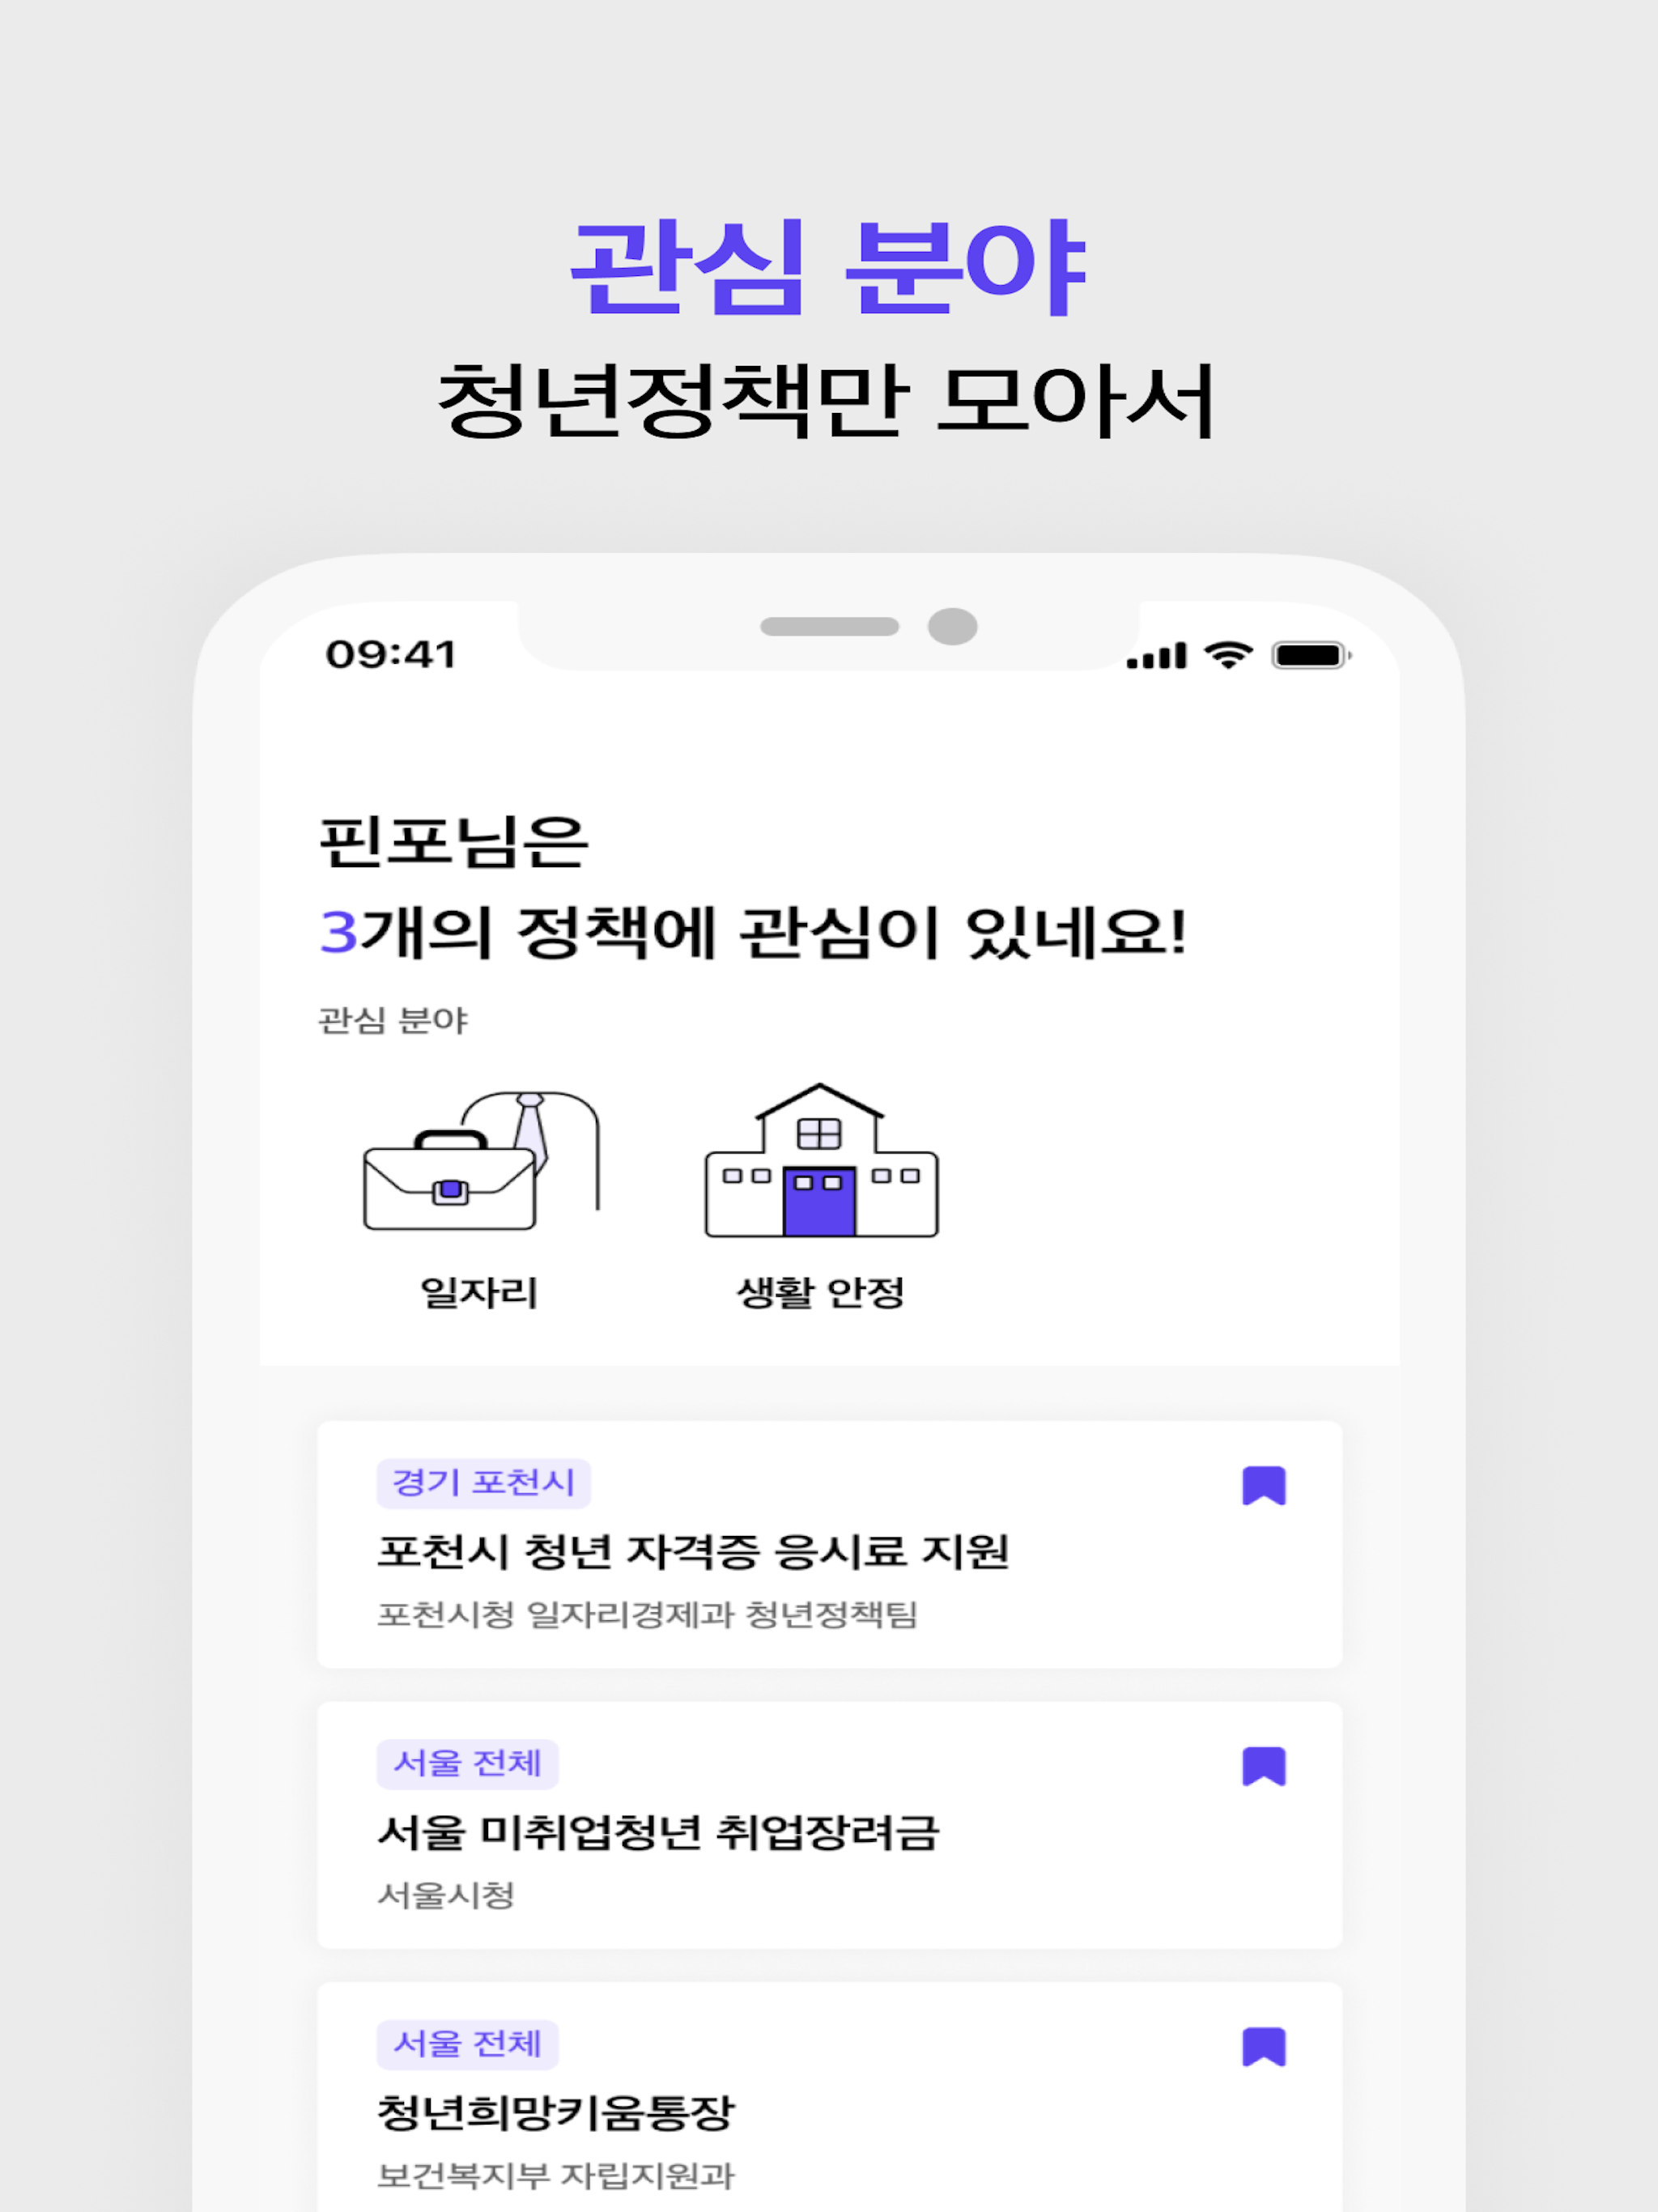 관심 분야
청년정책만 모아서
09:41
핀포님은
3개의 정책에 관심이 있네요!
관심 분야
일자리
생활 안정
경기 포천시
포천시 청년 자격증 응시료 지원
포천시청 일자리경제과 청년정책팀
서울 전체
서울 미취업청년 취업장려금
서울시청
서울 전체
청년희망키움통장
보건복지부 자립지원과